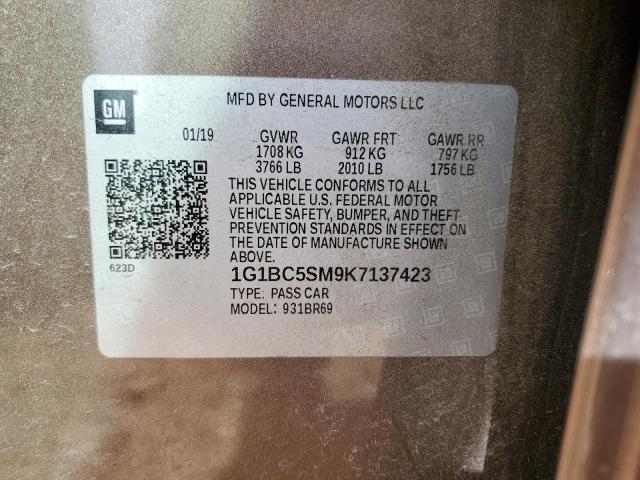 GM
MFD BY GENERAL MOTORS LLC
01/19 GVWR GAWR FRT GAWR RR
1708 KG 912 KG 797 KG
3766 LB 2010 LB 1756 LB
THIS VEHICLE CONFORMS TO ALL
APPLICABLE U.S. FEDERAL MOTOR
VEHICLE SAFETY, BUMPER, AND THEFT
PREVENTION STANDARDS IN EFFECT ON
THE DATE OF MANUFACTURE SHOWN
ABOVE.
623D
1G1BC5SM9K7137423
TYPE: PASS CAR
MODEL: 931BR69